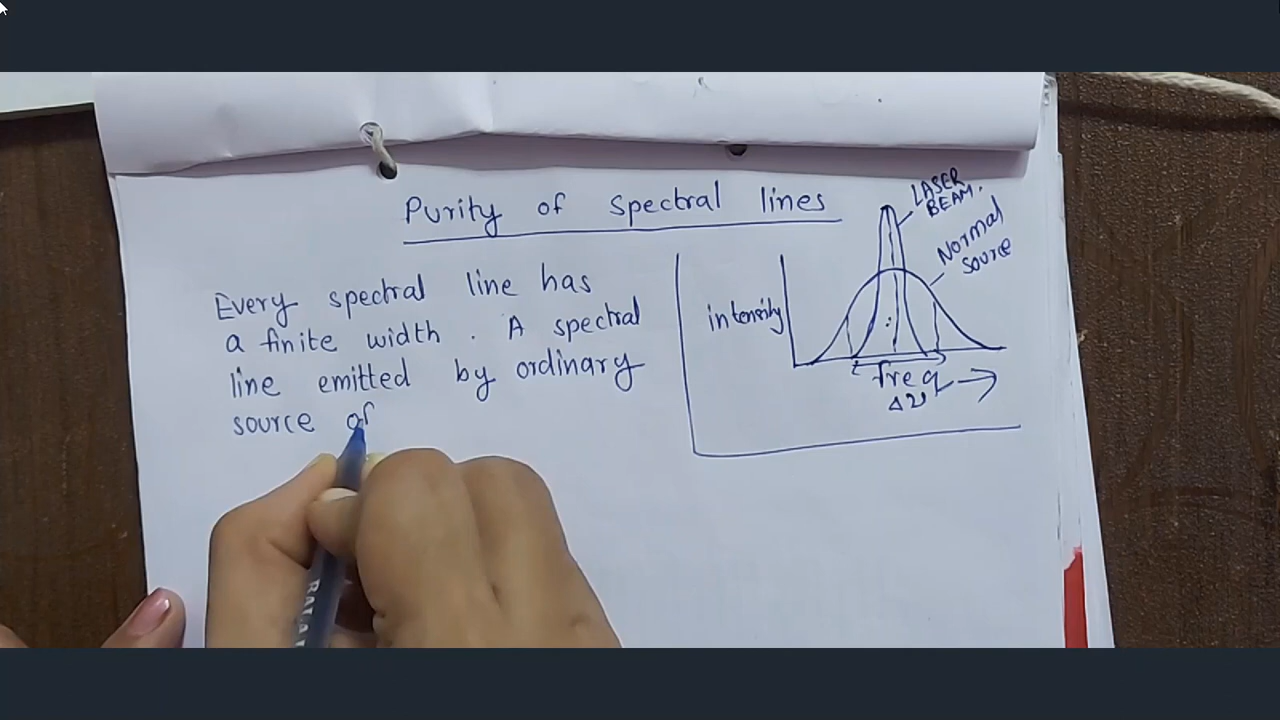 Purity of spectral lines
Every spectral line has
a finite width. A spectral
line emitted by ordinary
source of
LASER
BEAM.
Normal
source
intensity
freq
Δν